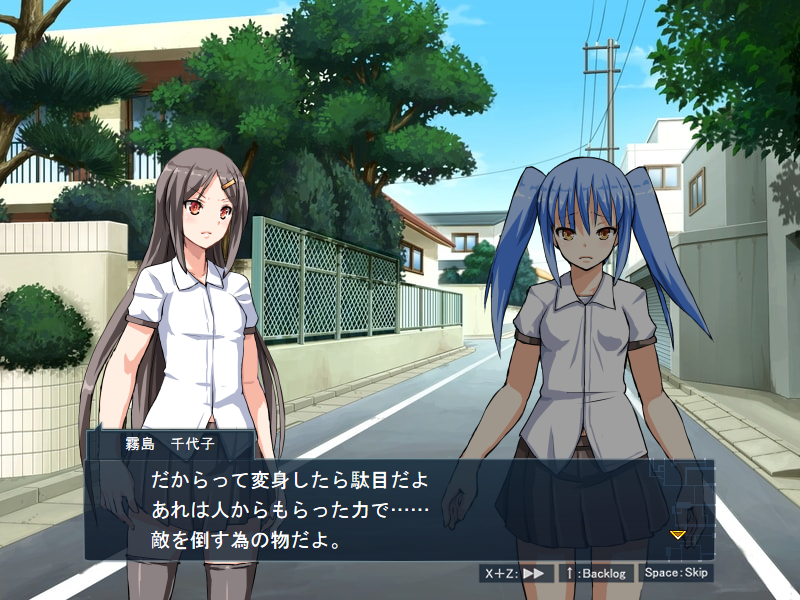 霧島　千代子
だからって変身したら駄目だよ
あれは人からもらった力で……
敵を倒す為の物だよ。
X+Z:▶▶ ↑:Backlog Space:Skip